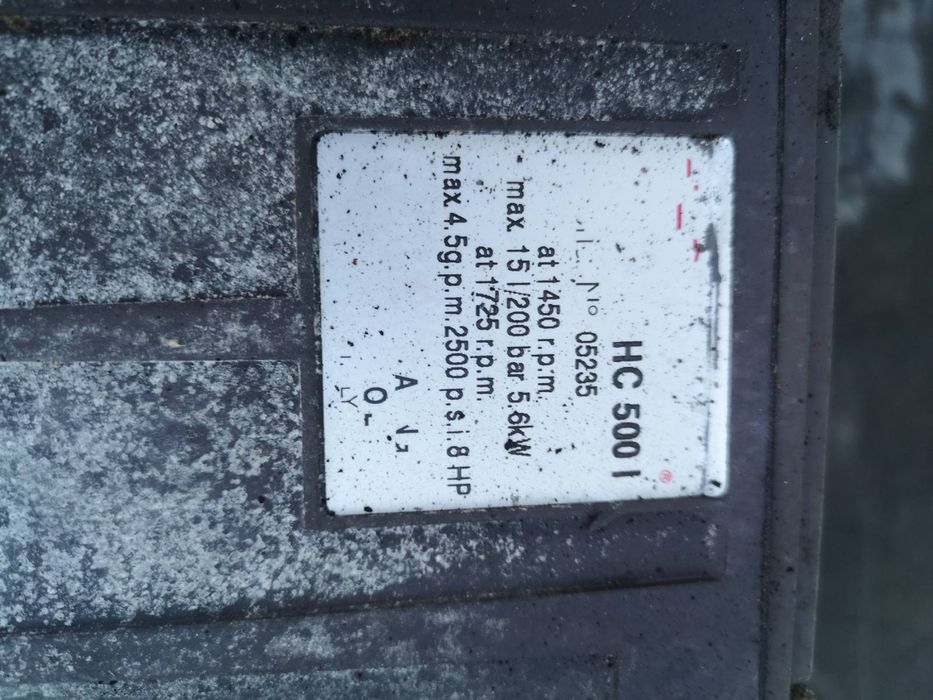 ®
HC 500 I
Nº 05235
at 1450 r.p.m.
max. 15 l/200 bar 5.6kW
at 1725 r.p.m.
max.4.5g.p.m.2500 p.s.i.8 HP